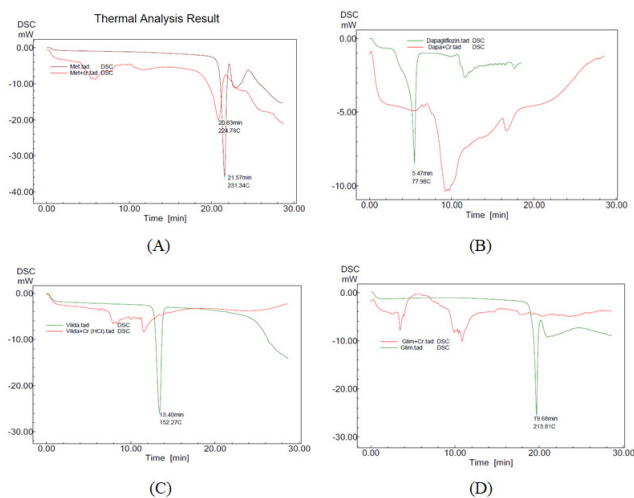 Thermal Analysis Result
DSC
mW
Met.tad DSC
Met+cr.tad DSC
0.00
-10.00
-20.00
-30.00
-40.00
20.83min
224.78C
21.57min
231.34C
0.00 10.00 20.00 30.00
Time [min]
(A)
DSC
mW
Dapagliflozin.tad DSC
Dapa+Cr.tad DSC
0.00
-5.00
-10.00
5.47min
77.98C
0.00 10.00 20.00 30.00
Time [min]
(B)
DSC
mW
Vilda.tad DSC
Vilda+Cr (HCl).tad DSC
0.00
-10.00
-20.00
-30.00
13.40min
152.27C
0.00 10.00 20.00 30.00
Time [min]
(C)
DSC
mW
Glim+Cr.tad DSC
Glim.tad DSC
0.00
-10.00
-20.00
-30.00
19.68min
213.81C
0.00 10.00 20.00 30.00
Time [min]
(D)